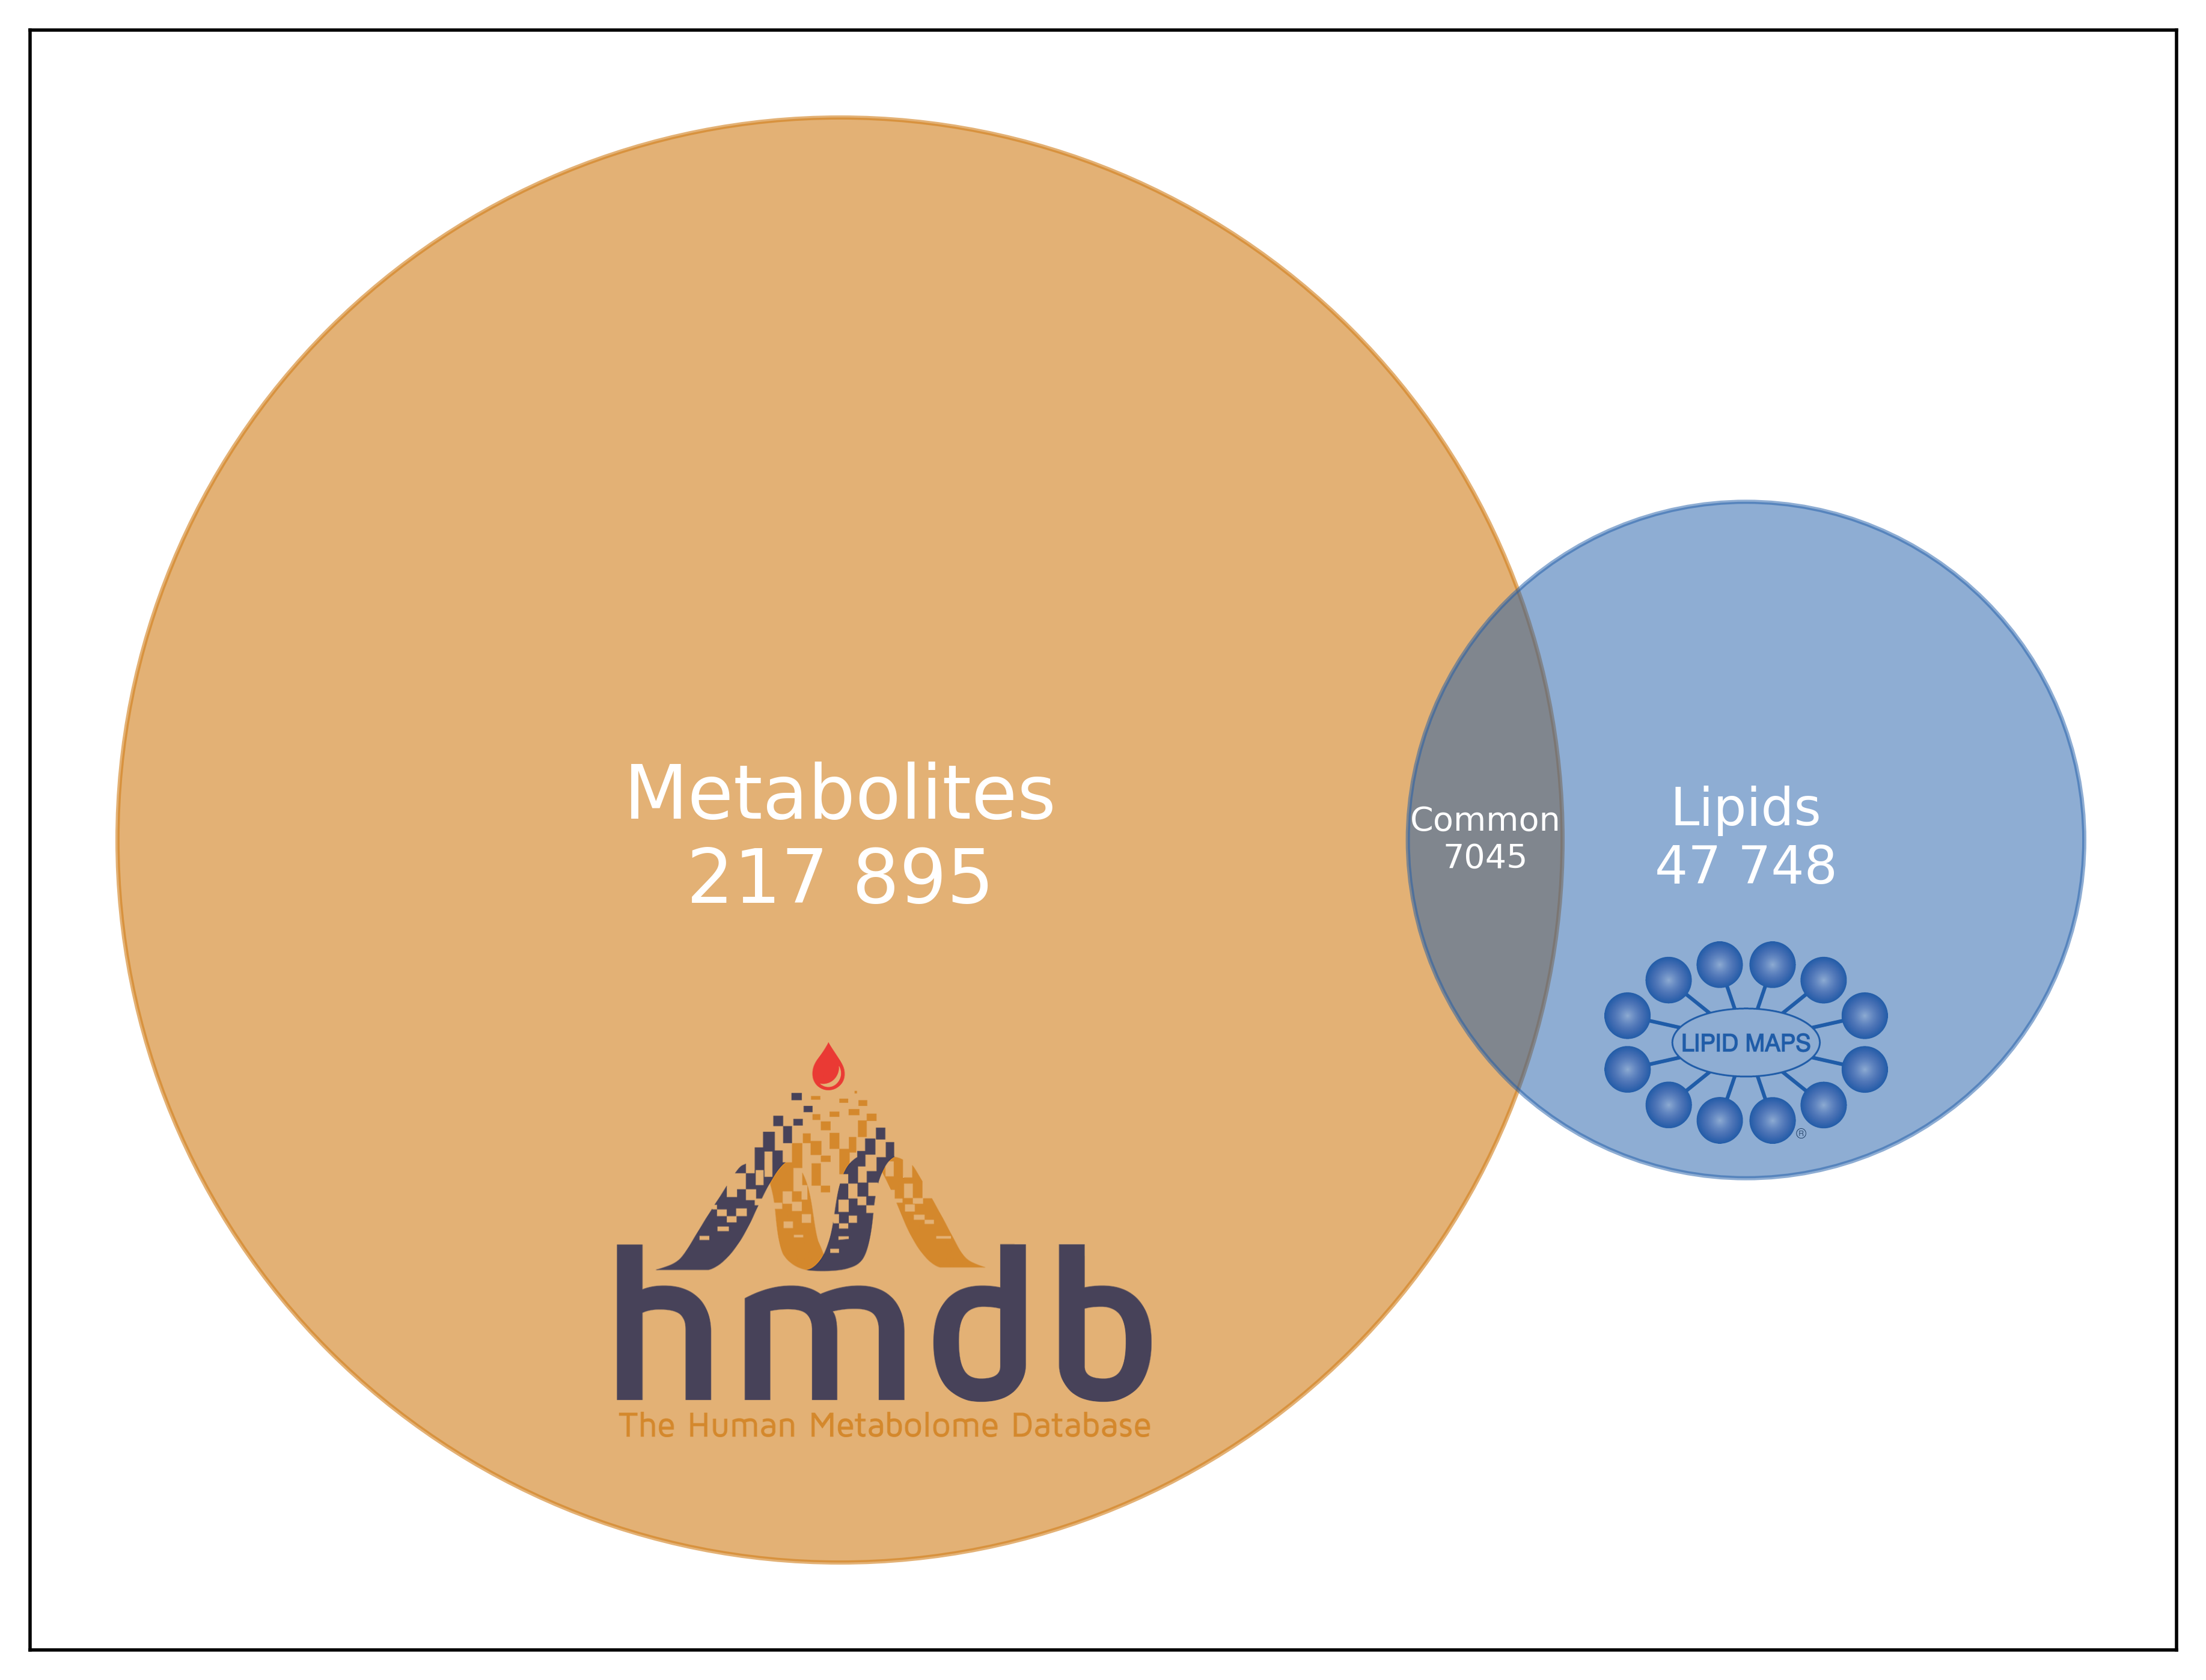 Metabolites
217 895
Common
7045
Lipids
47 748
LIPID MAPS
®
hmdb
The Human Metabolome Database